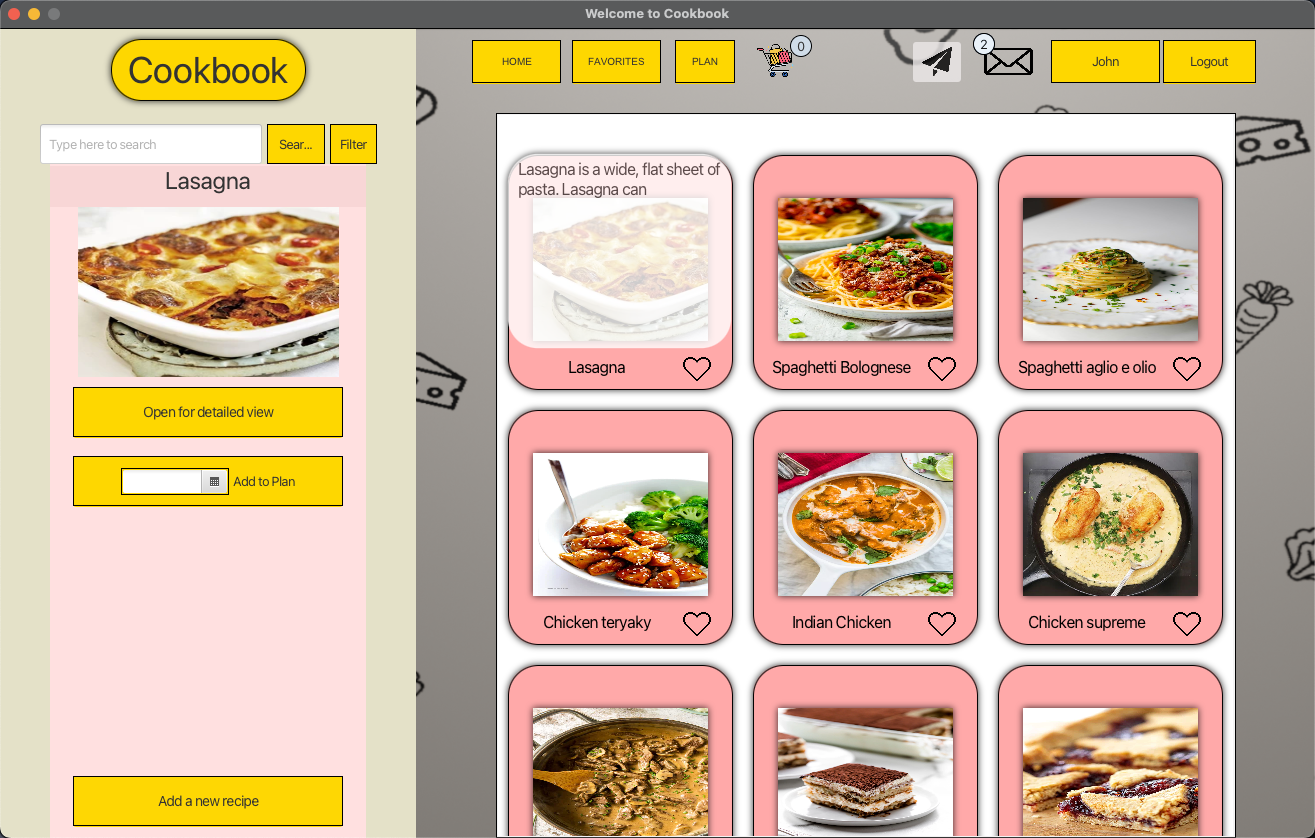 Welcome to Cookbook
Cookbook
HOME
FAVORITES
PLAN
0
2
John
Logout
Type here to search
Sear...
Filter
Lasagna
Open for detailed view
Add to Plan
Add a new recipe
Lasagna is a wide, flat sheet of
pasta. Lasagna can
Lasagna
Spaghetti Bolognese
Spaghetti aglio e olio
Chicken teryaky
Indian Chicken
Chicken supreme